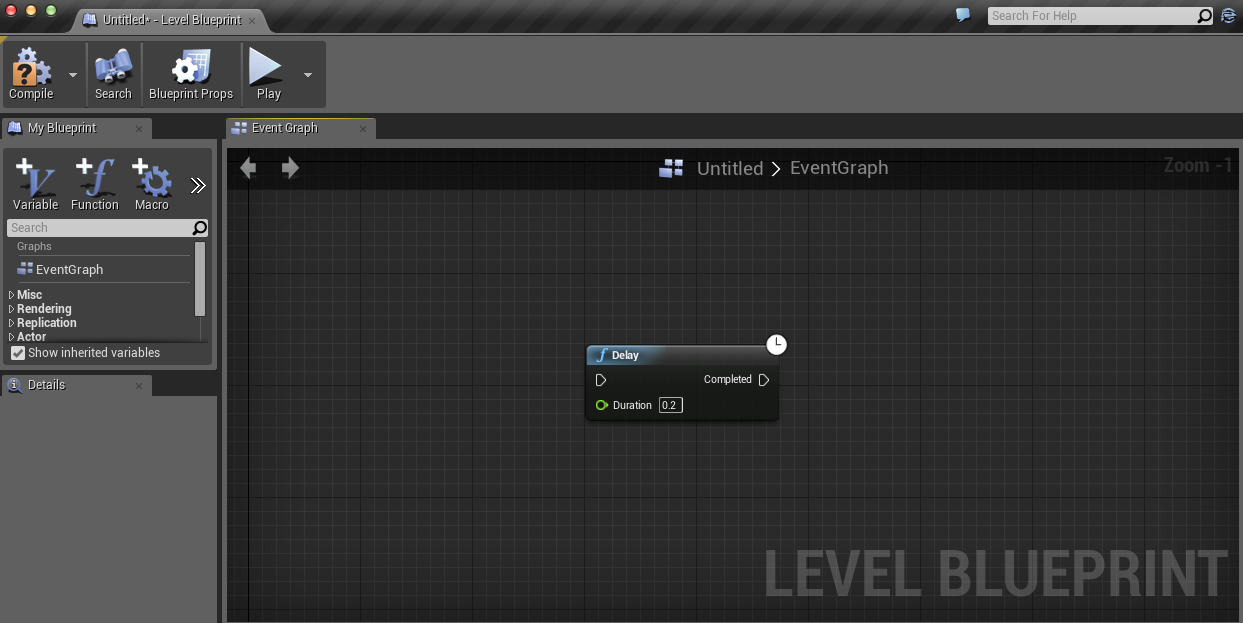 Untitled* - Level Blueprint
Search For Help
Compile
Search
Blueprint Props
Play
My Blueprint
Event Graph
Variable
Function
Macro
Search
Graphs
EventGraph
Misc
Rendering
Replication
Actor
Show inherited variables
Details
Untitled > EventGraph
Zoom -1
Delay
Completed
Duration 0.2
LEVEL BLUEPRINT